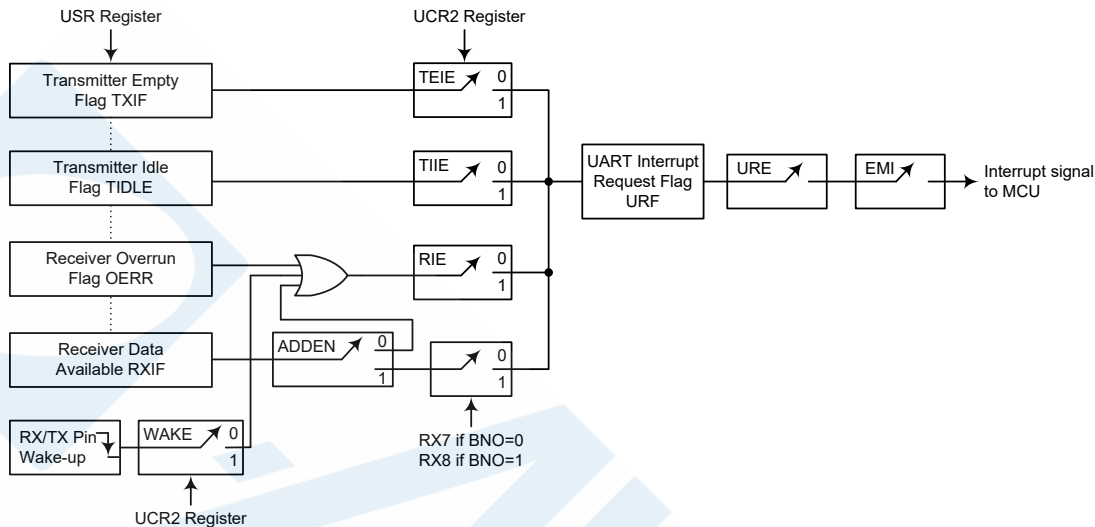 USR Register
UCR2 Register
Transmitter Empty
Flag TXIF
TEIE
0
1
Transmitter Idle
Flag TIDLE
TIIE
0
1
UART Interrupt
Request Flag
URF
URE
EMI
Interrupt signal
to MCU
Receiver Overrun
Flag OERR
RIE
0
1
Receiver Data
Available RXIF
ADDEN
0
1
0
1
RX7 if BNO=0
RX8 if BNO=1
RX/TX Pin
Wake-up
WAKE
0
1
UCR2 Register